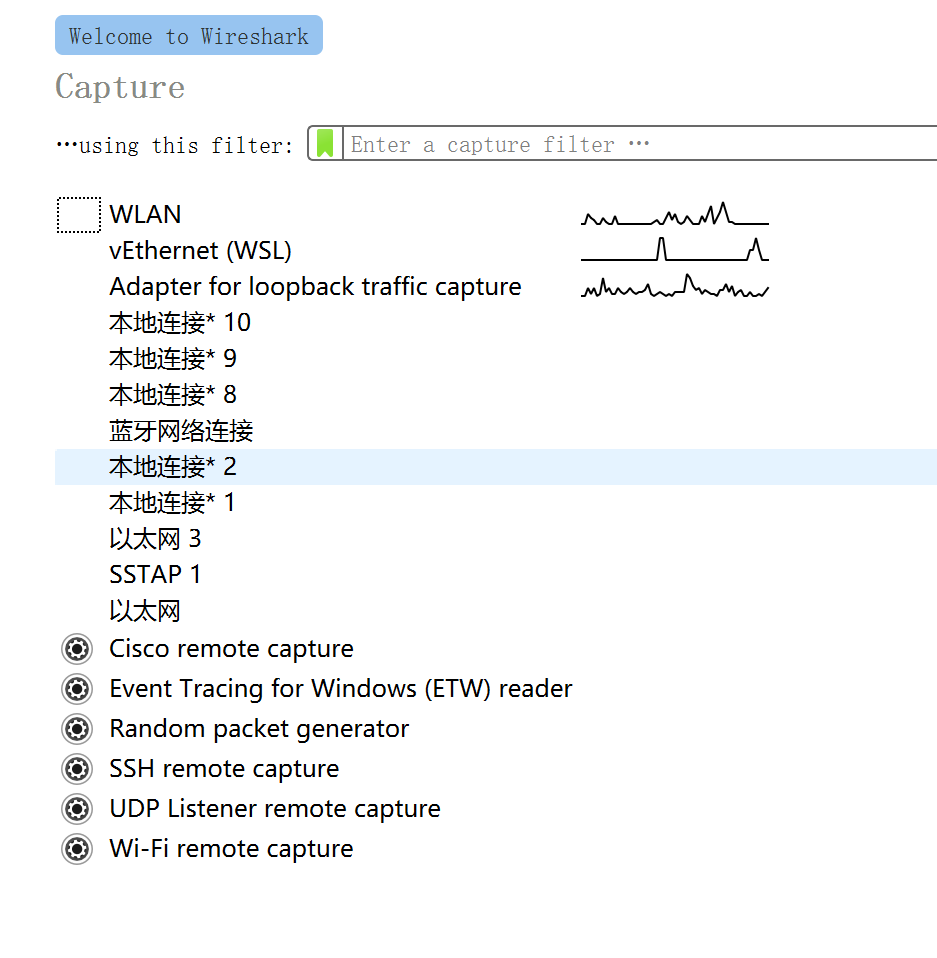 Welcome to Wireshark
Capture
…using this filter: Enter a capture filter …
WLAN
vEthernet (WSL)
Adapter for loopback traffic capture
本地连接* 10
本地连接* 9
本地连接* 8
蓝牙网络连接
本地连接* 2
本地连接* 1
以太网 3
SSTAP 1
以太网
Cisco remote capture
Event Tracing for Windows (ETW) reader
Random packet generator
SSH remote capture
UDP Listener remote capture
Wi-Fi remote capture